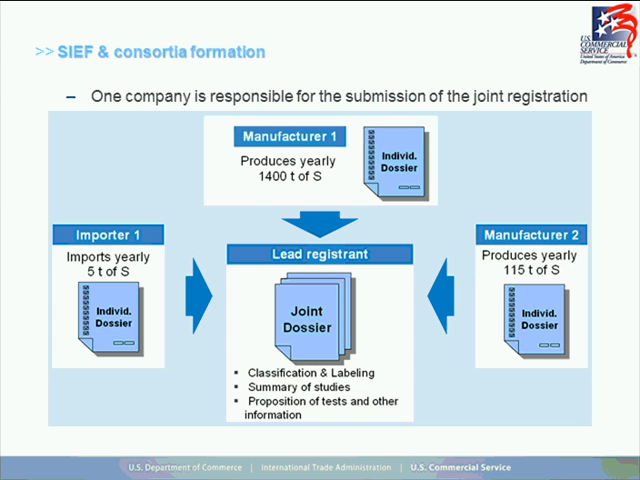 U.S.
COMMERCIAL
SERVICE
United States of America
Department of Commerce
>> SIEF & consortia formation
– One company is responsible for the submission of the joint registration
Manufacturer 1
Produces yearly
1400 t of S
Individ.
Dossier
Importer 1
Imports yearly
5 t of S
Individ.
Dossier
Lead registrant
Joint
Dossier
▪ Classification & Labeling
▪ Summary of studies
▪ Proposition of tests and other
information
Manufacturer 2
Produces yearly
115 t of S
Individ.
Dossier
U.S. Department of Commerce | International Trade Administration | U.S. Commercial Service